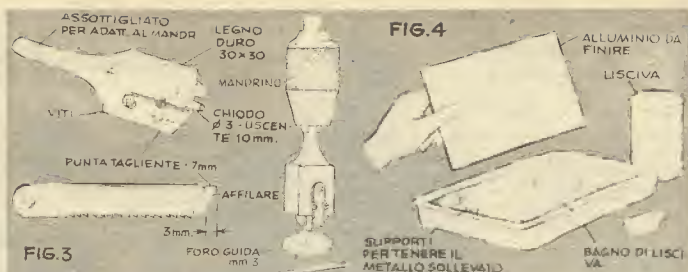 ASSOTTIGLIATO
PER ADATT. AL MANDR
LEGNO
DURO
30×30
MANDRINO
VITI
CHIODO
Ø 3 - USCEN-
TE 10mm.
PUNTA TAGLIENTE - 7mm
AFFILARE
3mm.
FIG.3
FORO GUIDA
mm 3
FIG.4
ALLUMINIO DA
FINIRE
LISCIVA
SUPPORTI
PER TENERE IL
METALLO SOLLEVATO
BAGNO DI LISCI
VA